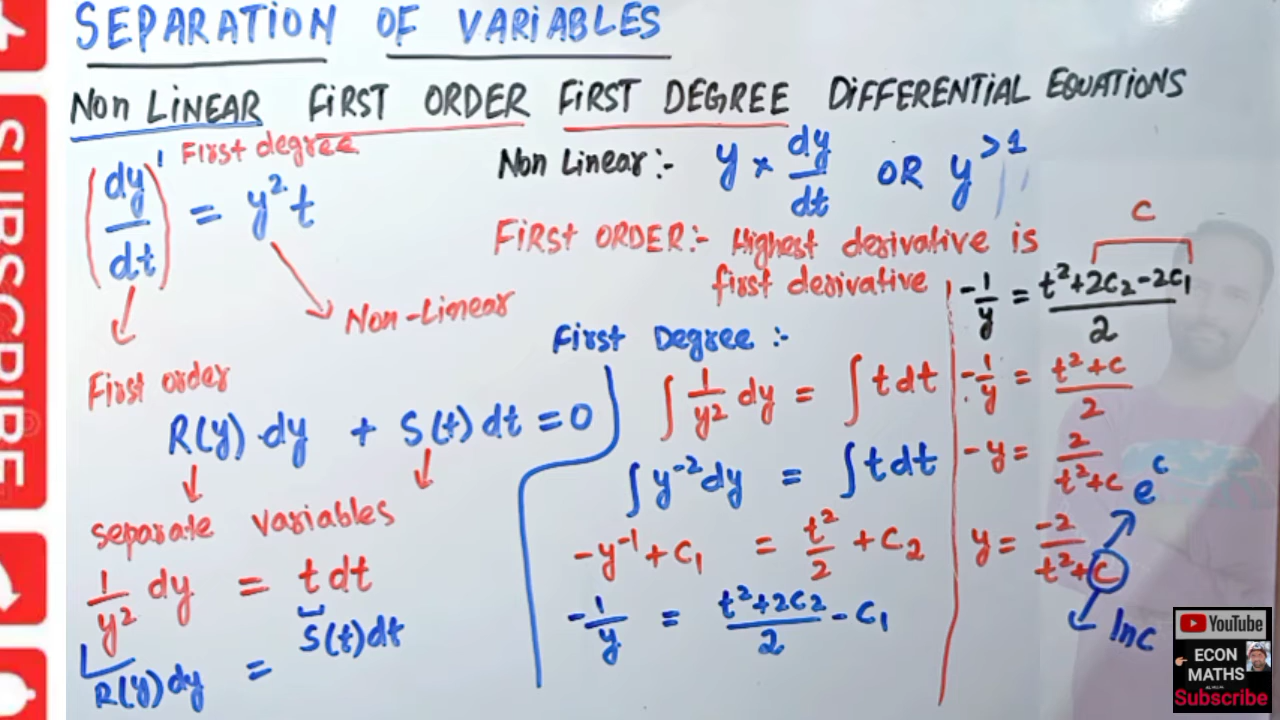 SEPARATION OF VARIABLES
NON LINEAR FIRST ORDER FIRST DEGREE DIFFERENTIAL EQUATIONS
(dy/dt)¹ = y²t
First degree
Non-Linear
First order
R(y) dy + S(t) dt = 0
Separate variables
1/y² dy = t dt
S(t)dt
R(y) dy =
Non Linear:- y × dy/dt OR y^>1
FIRST ORDER:- Highest derivative is
first derivative
First Degree :-
∫ 1/y² dy = ∫ t dt
∫ y⁻² dy = ∫ t dt
-y⁻¹ + C₁ = t²/2 + C₂
-1/y = (t²+2C₂)/2 - C₁
C
-1/y = (t²+2C₂-2C₁)/2
-1/y = (t²+C)/2
-y = 2/(t²+C)
y = -2/(t²+C)
e^c
lnc
SUBSCRIBE
YouTube
ECON
MATHS
Subscribe